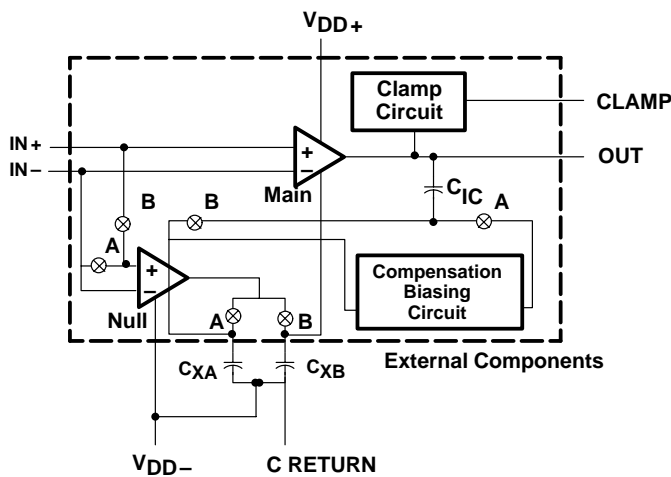 VDD+
Clamp
Circuit
CLAMP
IN+
+
OUT
IN−
−
Main
CIC
B
B
A
A
+
−
Compensation
Biasing
Circuit
Null
A
B
External Components
CXA
CXB
VDD−
C RETURN